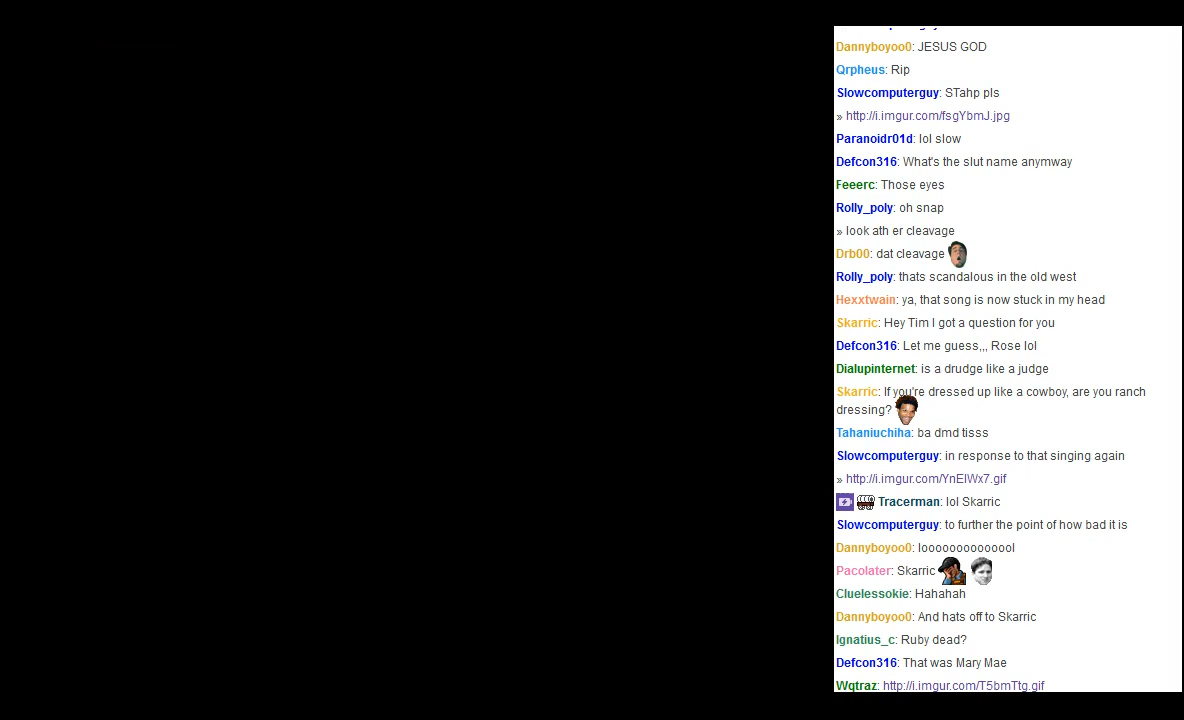 Dannyboyoo0: JESUS GOD
Qrpheus: Rip
Slowcomputerguy: STahp pls
» http://i.imgur.com/fsgYbmJ.jpg
Paranoidr01d: lol slow
Defcon316: What's the slut name anymway
Feeerc: Those eyes
Rolly_poly: oh snap
» look ath er cleavage
Drb00: dat cleavage
Rolly_poly: thats scandalous in the old west
Hexxtwain: ya, that song is now stuck in my head
Skarric: Hey Tim I got a question for you
Defcon316: Let me guess,,, Rose lol
Dialupinternet: is a drudge like a judge
Skarric: If you're dressed up like a cowboy, are you ranch
dressing?
Tahaniuchiha: ba dmd tisss
Slowcomputerguy: in response to that singing again
» http://i.imgur.com/YnEIWx7.gif
Tracerman: lol Skarric
Slowcomputerguy: to further the point of how bad it is
Dannyboyoo0: loooooooooooool
Pacolater: Skarric
Cluelessokie: Hahahah
Dannyboyoo0: And hats off to Skarric
Ignatius_c: Ruby dead?
Defcon316: That was Mary Mae
Wqtraz: http://i.imgur.com/T5bmTtg.gif